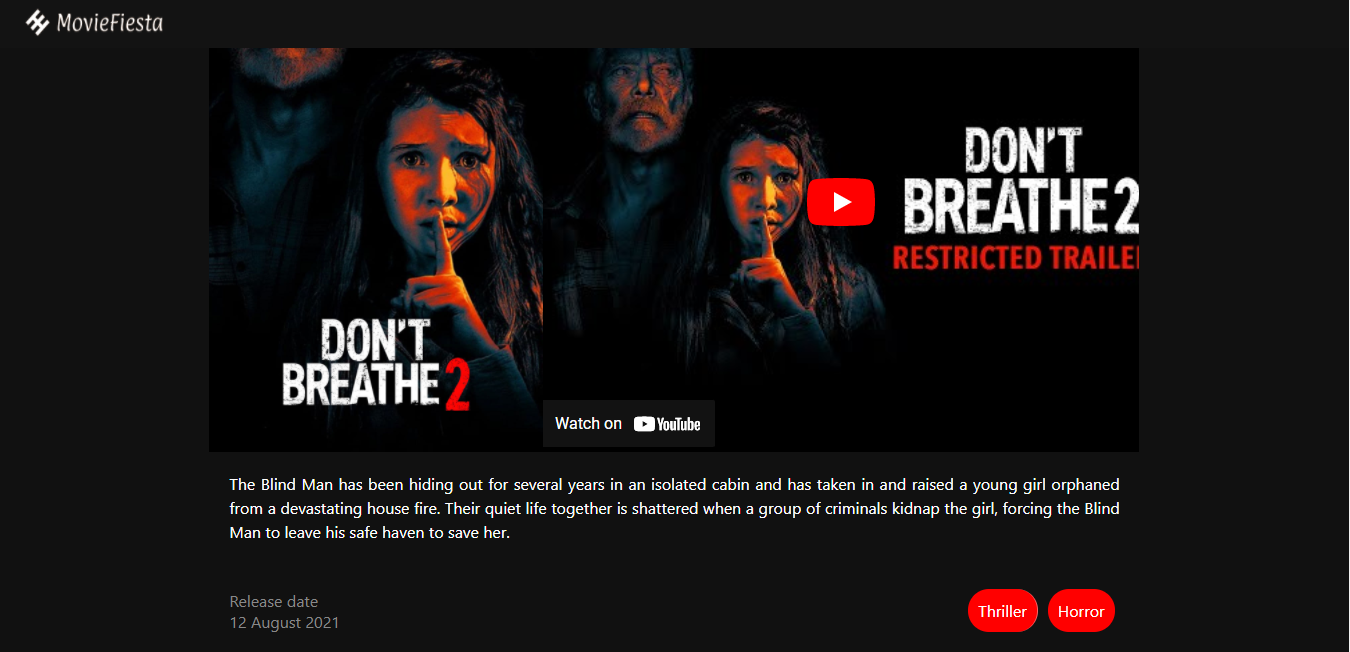 MovieFiesta
DON'T
BREATHE 2
DON'T
BREATHE 2
RESTRICTED TRAILE
Watch on YouTube
The Blind Man has been hiding out for several years in an isolated cabin and has taken in and raised a young girl orphaned
from a devastating house fire. Their quiet life together is shattered when a group of criminals kidnap the girl, forcing the Blind
Man to leave his safe haven to save her.
Release date
12 August 2021
Thriller
Horror